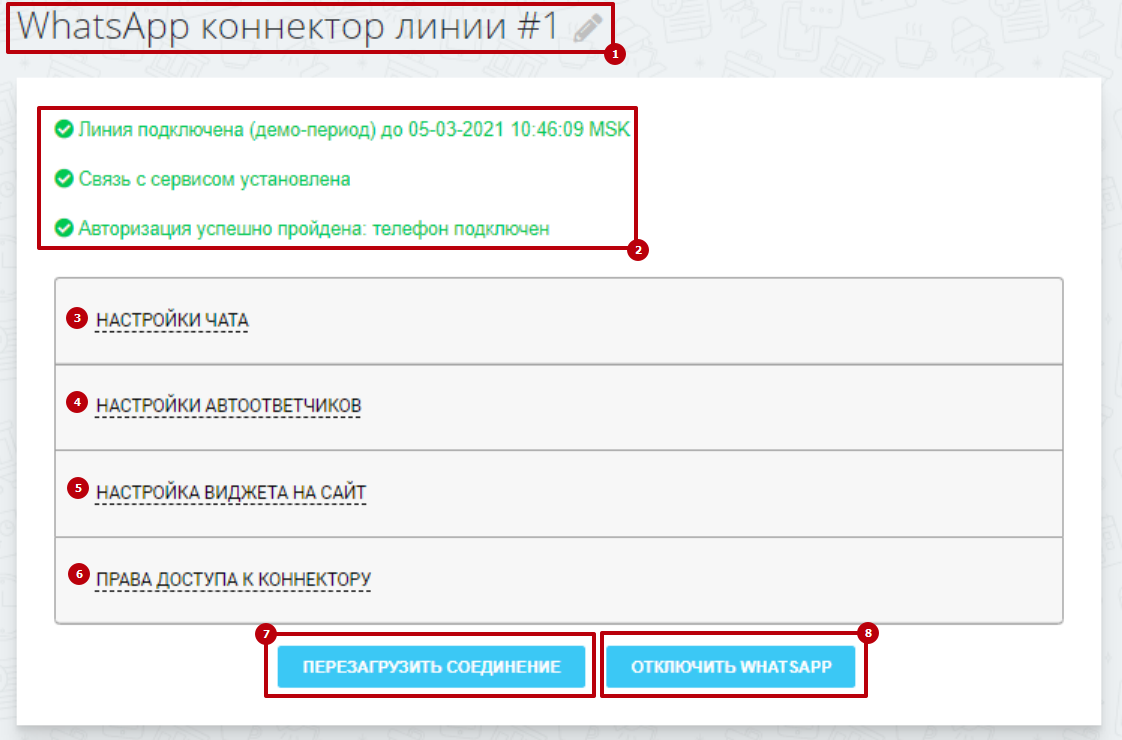 WhatsApp коннектор линии #1
1
Линия подключена (демо-период) до 05-03-2021 10:46:09 MSK
Связь с сервисом установлена
Авторизация успешно пройдена: телефон подключен
2
3 НАСТРОЙКИ ЧАТА
4 НАСТРОЙКИ АВТООТВЕТЧИКОВ
5 НАСТРОЙКА ВИДЖЕТА НА САЙТ
6 ПРАВА ДОСТУПА К КОННЕКТОРУ
7 8
ПЕРЕЗАГРУЗИТЬ СОЕДИНЕНИЕ ОТКЛЮЧИТЬ WHATSAPP